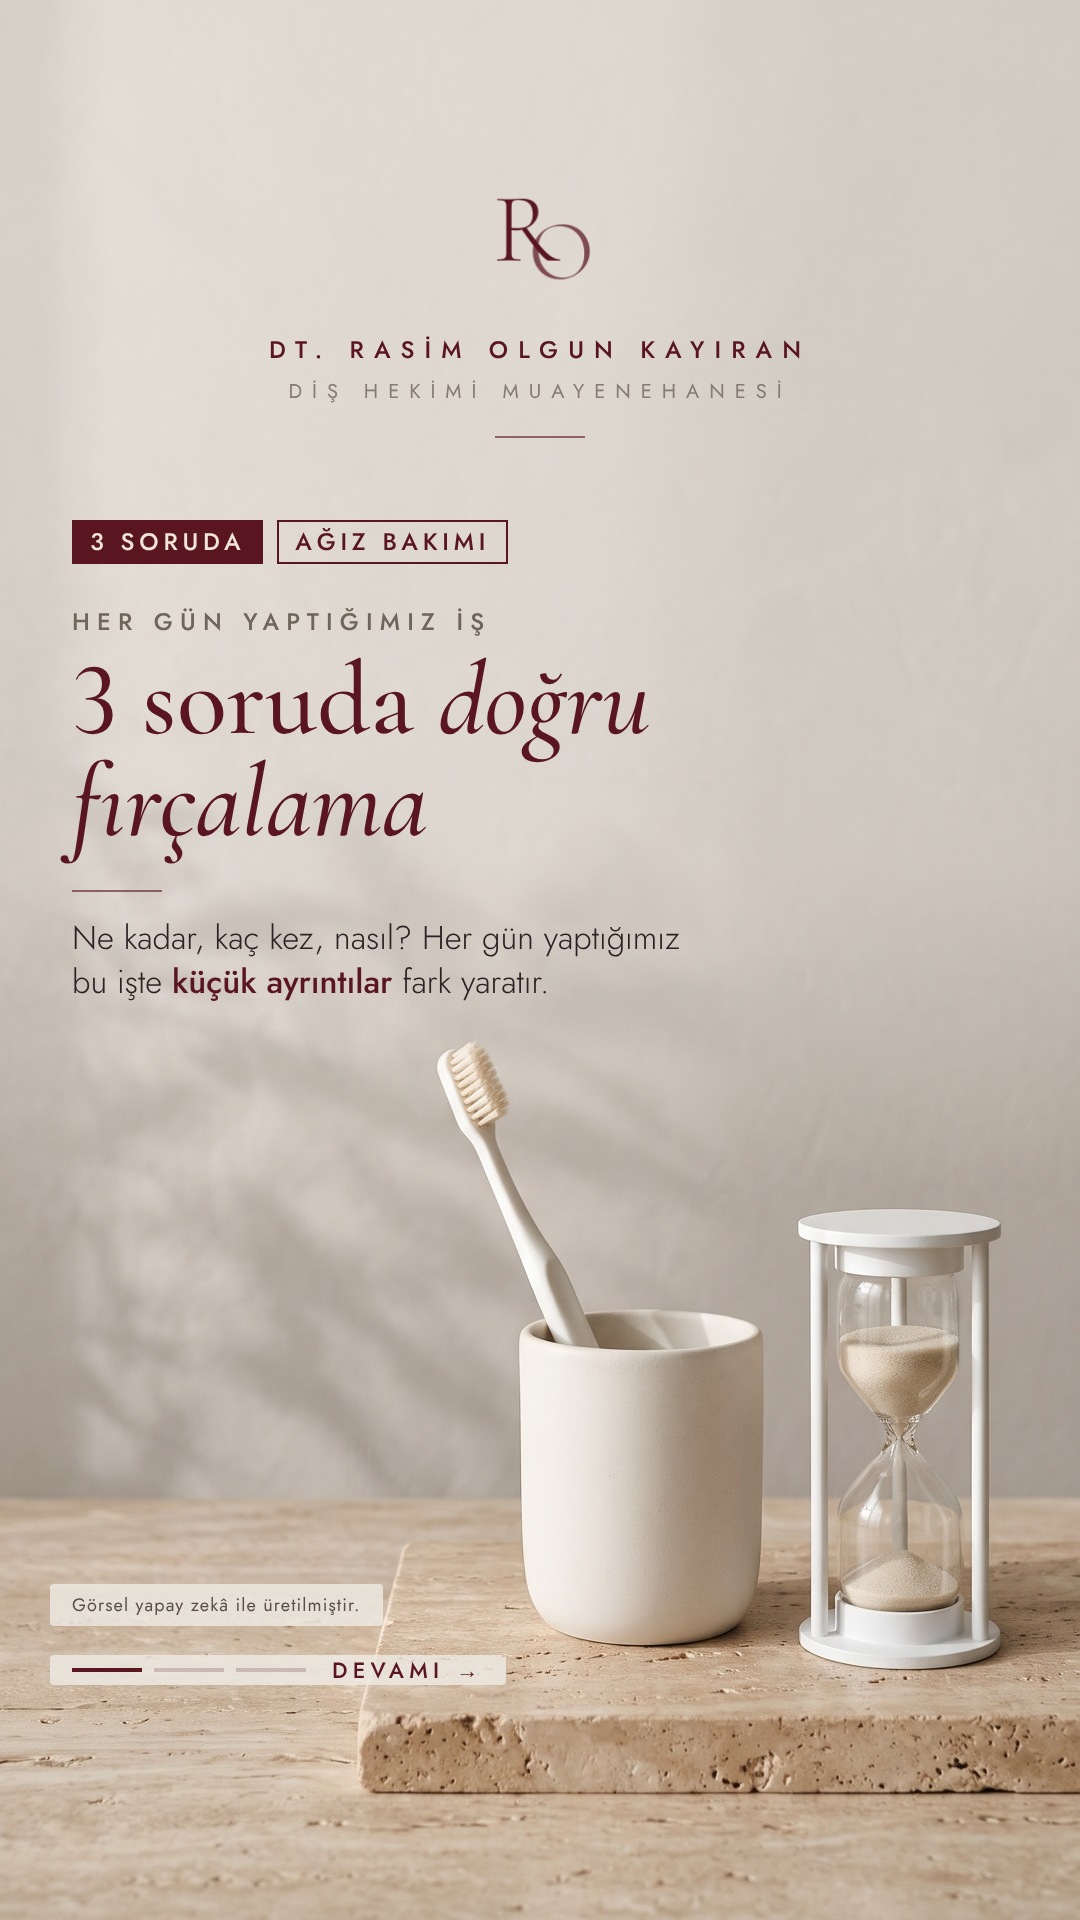 RO
DT. RASİM OLGUN KAYIRAN
DİŞ HEKİMİ MUAYENEHANESİ
3 SORUDA
AĞIZ BAKIMI
HER GÜN YAPTIĞIMIZ İŞ
3 soruda doğru
fırçalama
Ne kadar, kaç kez, nasıl? Her gün yaptığımız
bu işte küçük ayrıntılar fark yaratır.
Görsel yapay zekâ ile üretilmiştir.
DEVAMI →